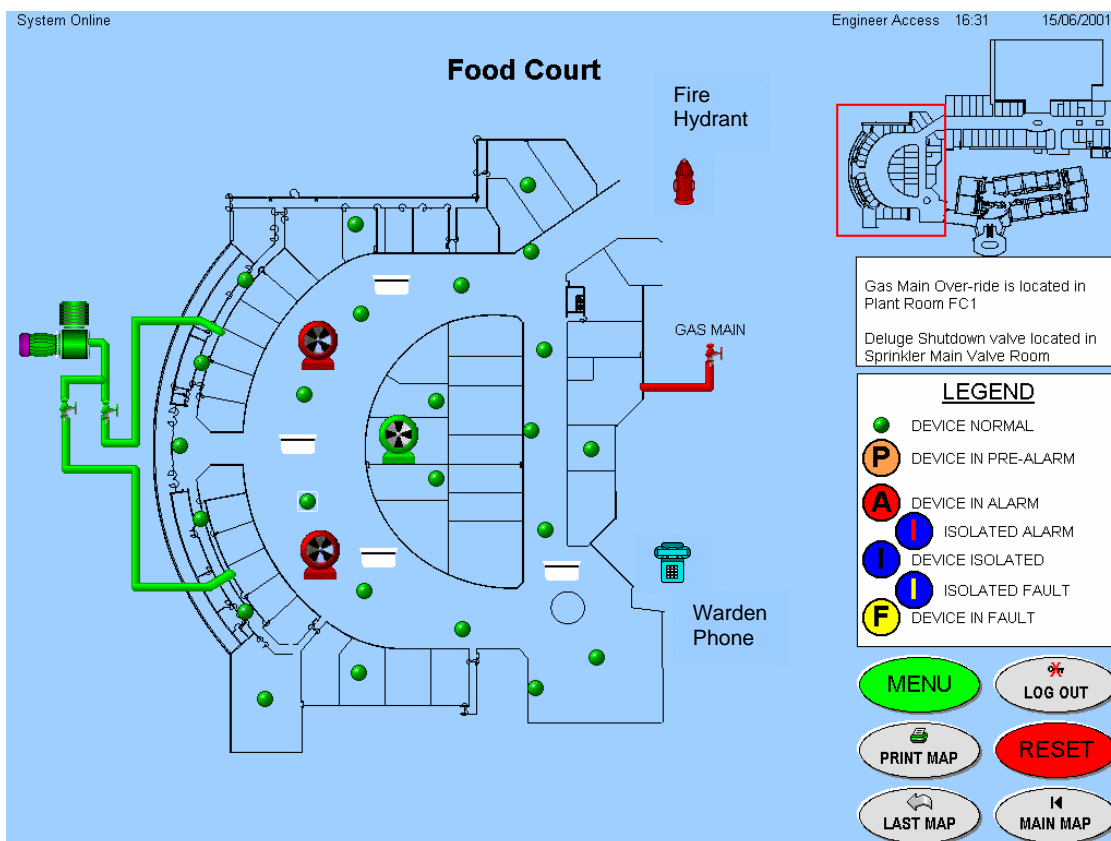 System Online
Engineer Access 16:31 15/06/2001
Food Court
Fire
Hydrant
GAS MAIN
Warden
Phone
Gas Main Over-ride is located in
Plant Room FC1
Deluge Shutdown valve located in
Sprinkler Main Valve Room
LEGEND
DEVICE NORMAL
P DEVICE IN PRE-ALARM
A DEVICE IN ALARM
I ISOLATED ALARM
I DEVICE ISOLATED
I ISOLATED FAULT
F DEVICE IN FAULT
MENU
LOG OUT
PRINT MAP
RESET
LAST MAP
MAIN MAP